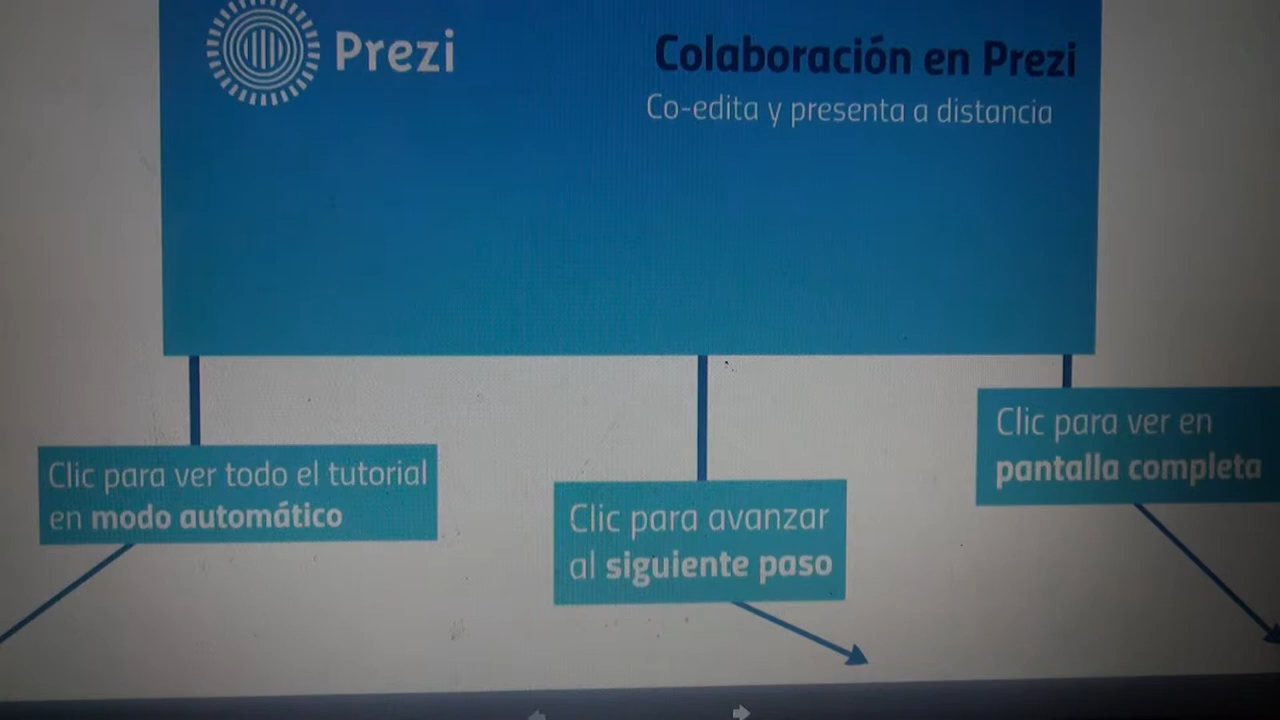 Prezi
Colaboración en Prezi
Co-edita y presenta a distancia
Clic para ver todo el tutorial
en modo automático
Clic para avanzar
al siguiente paso
Clic para ver en
pantalla completa